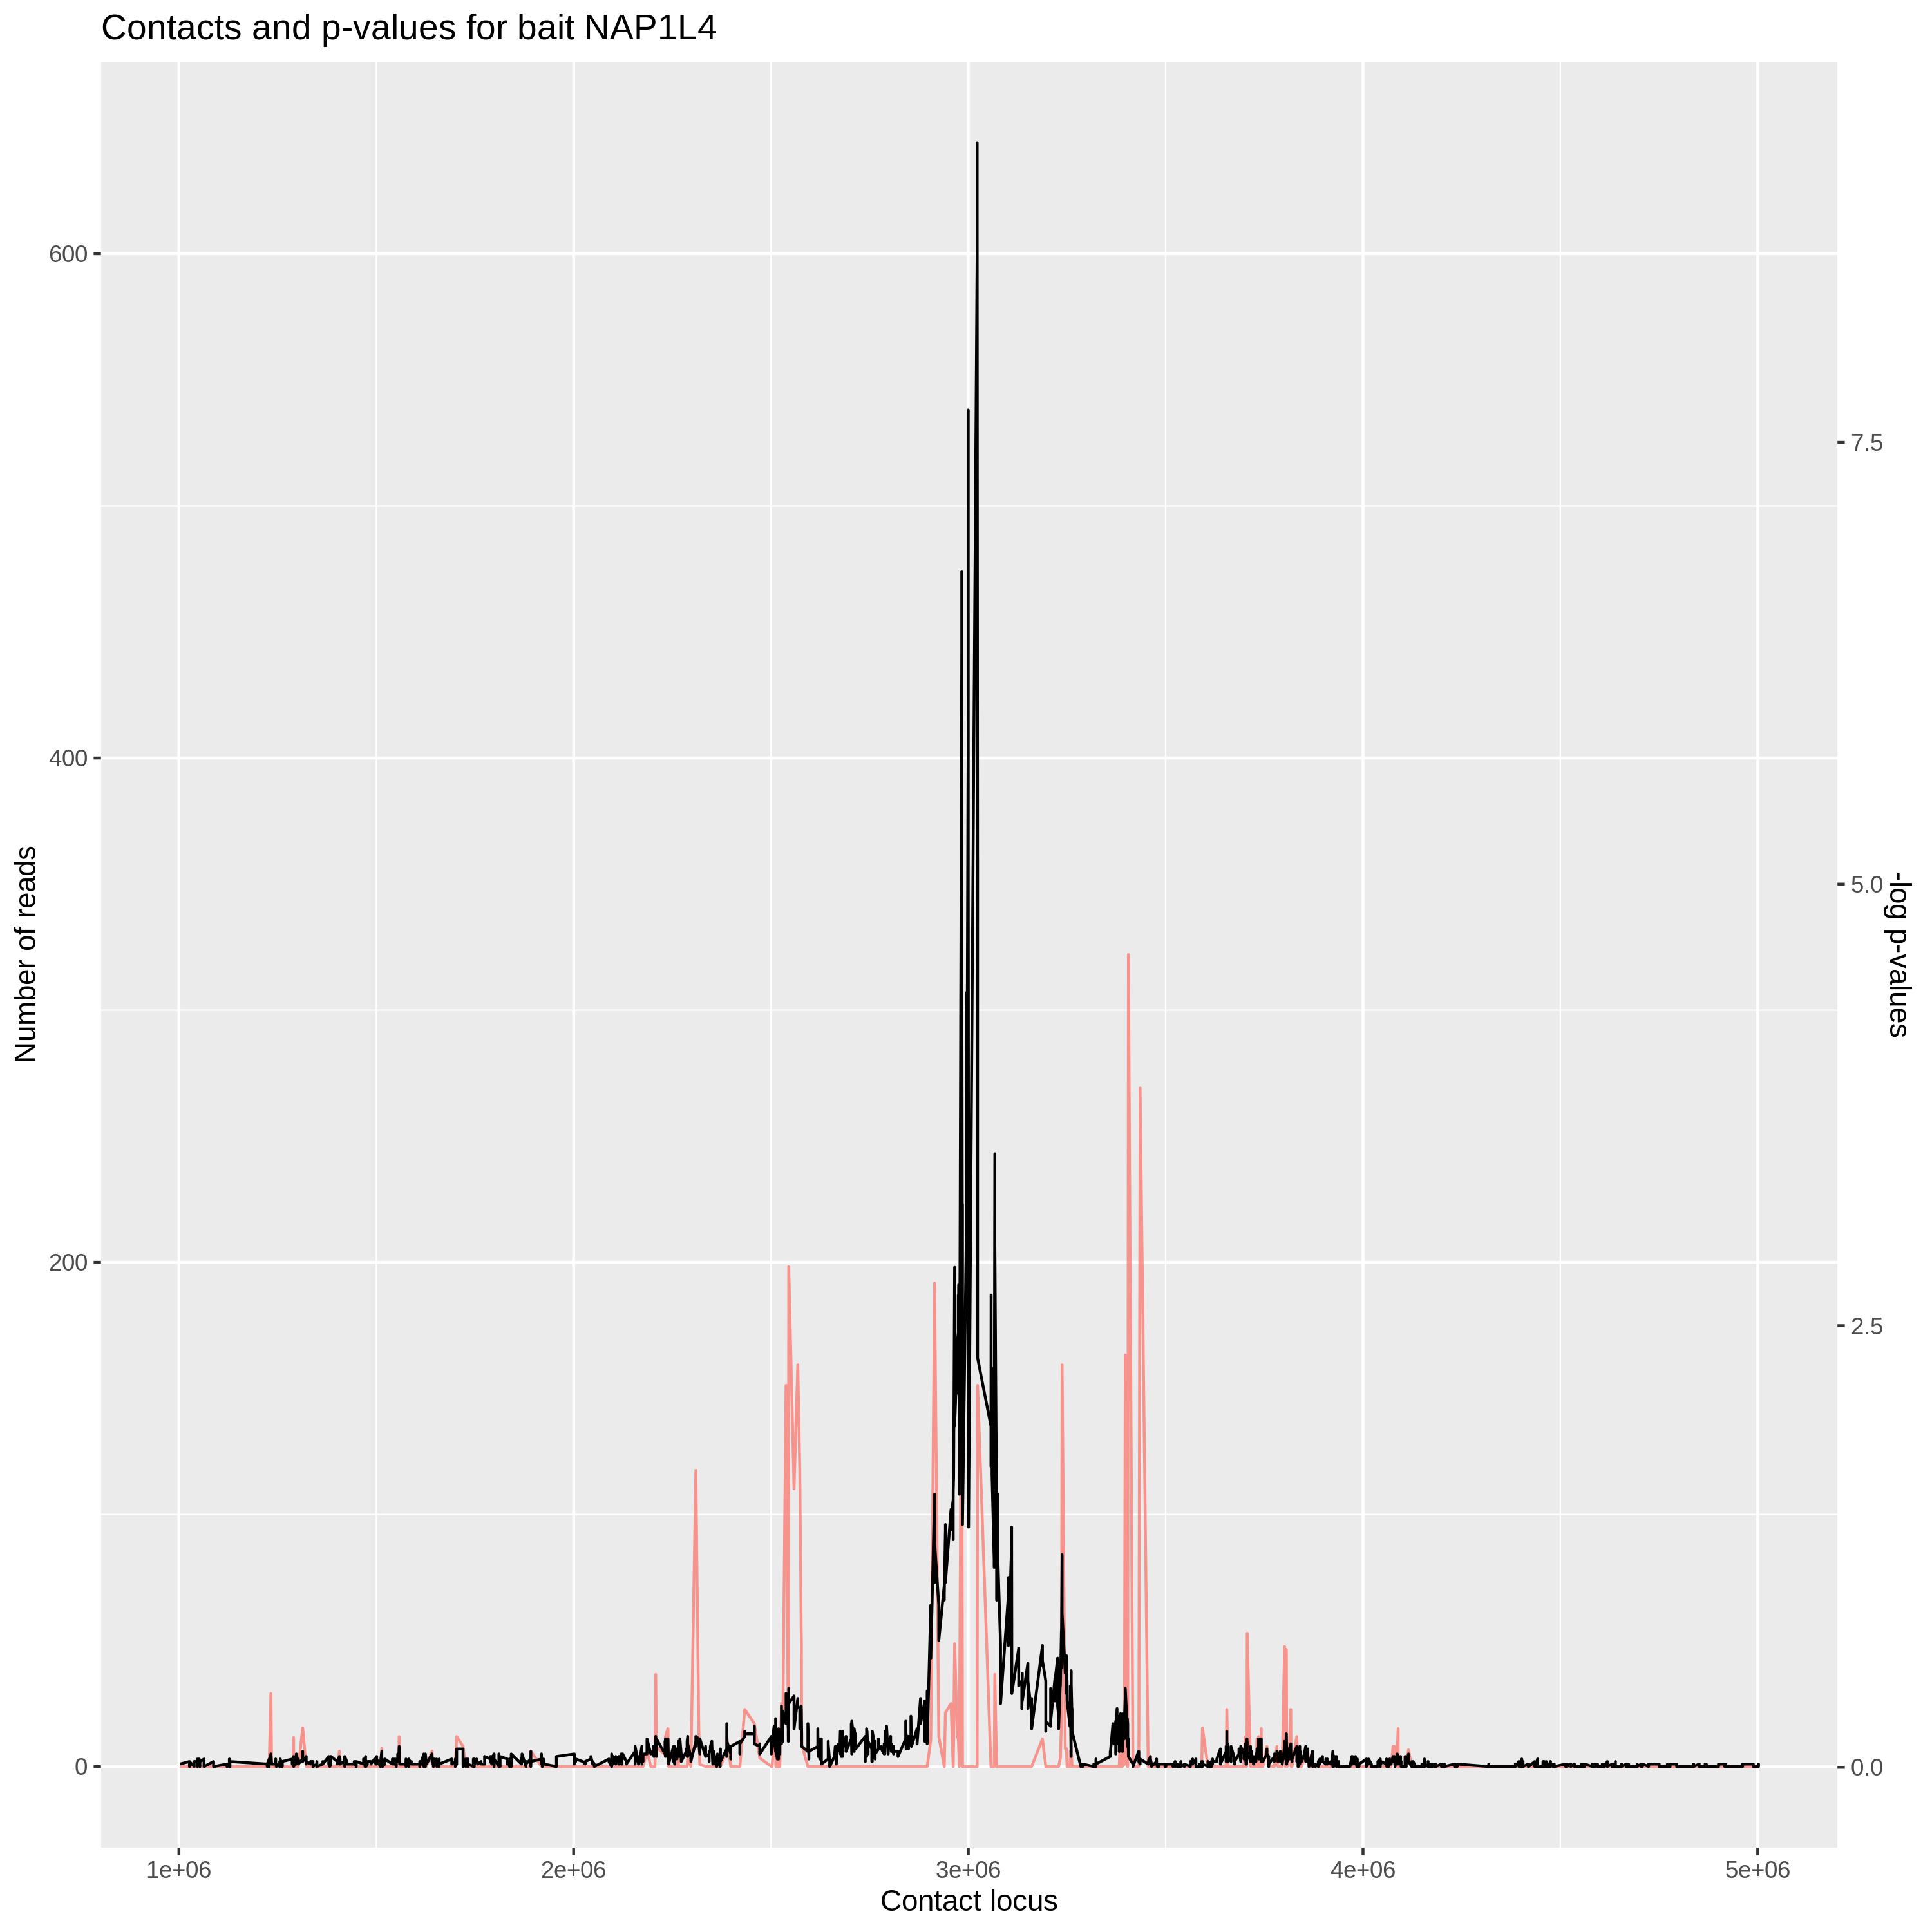 Contacts and p-values for bait NAP1L4
600
400
200
0
Number of reads
7.5
5.0
2.5
0.0
-log p-values
1e+06
2e+06
3e+06
4e+06
5e+06
Contact locus